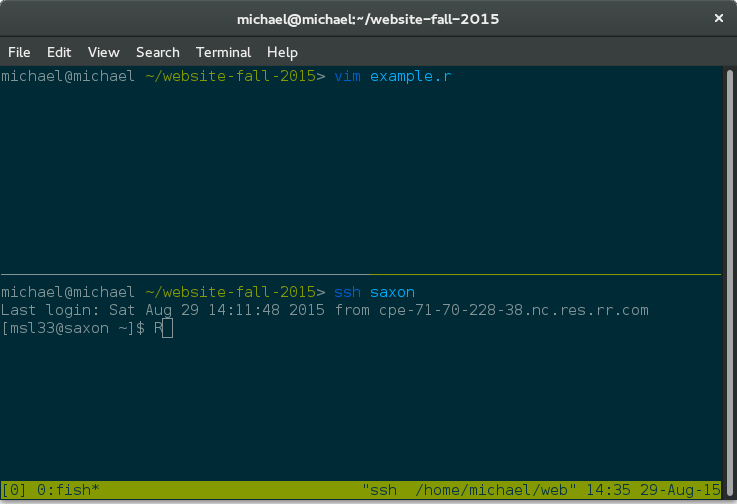 michael@michael:~/website-fall-2015 ×
File Edit View Search Terminal Help
michael@michael ~/website-fall-2015> vim example.r
michael@michael ~/website-fall-2015> ssh saxon
Last login: Sat Aug 29 14:11:48 2015 from cpe-71-70-228-38.nc.res.rr.com
[msl33@saxon ~]$ R
[0] 0:fish* "ssh  /home/michael/web" 14:35 29-Aug-15